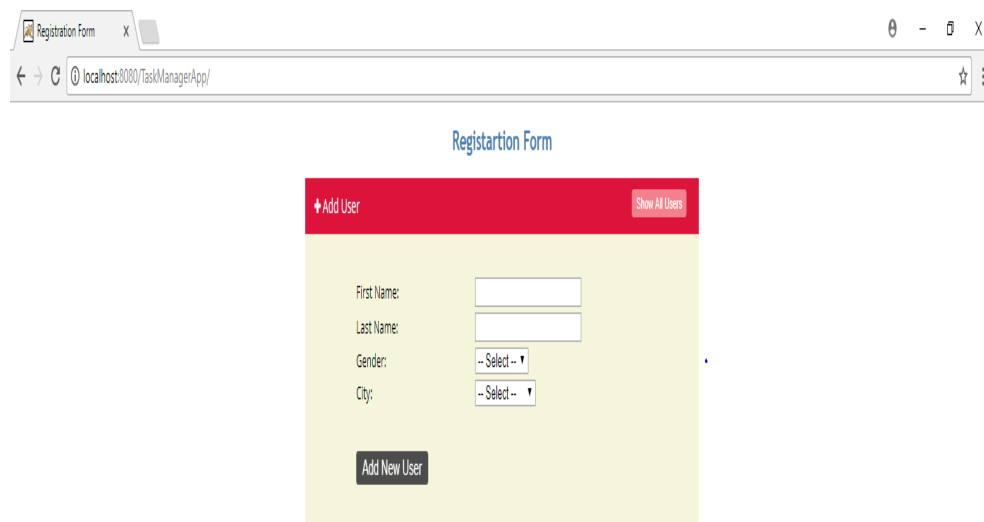 Registration Form X
localhost:8080/TaskManagerApp/
Registartion Form
Add User Show All Users
First Name:
Last Name:
Gender: -- Select --
City: -- Select --
Add New User